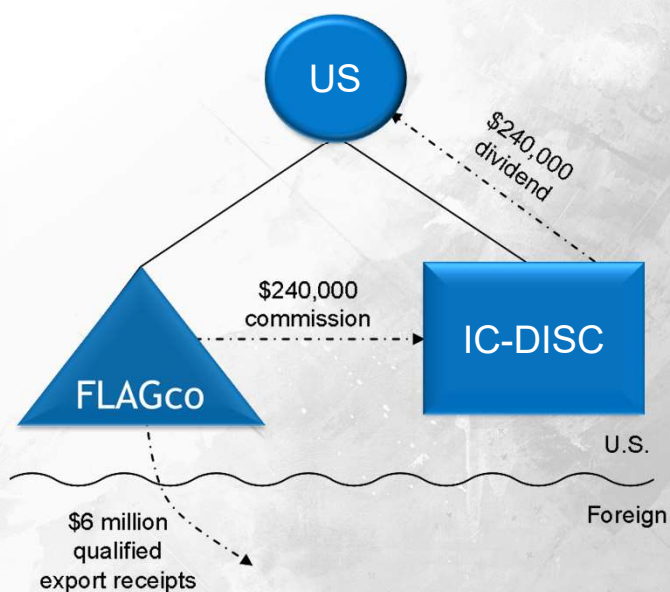 US
$240,000
dividend
$240,000
commission
IC-DISC
FLAGco
U.S.
Foreign
$6 million
qualified
export receipts